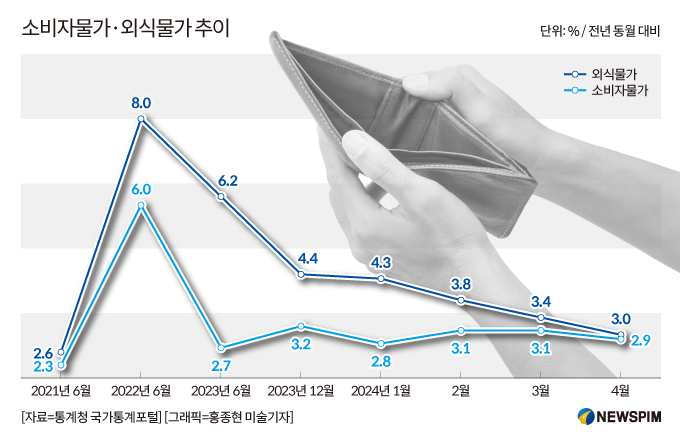 소비자물가·외식물가 추이
단위: % / 전년 동월 대비
외식물가
소비자물가
8.0
6.0
6.2
4.4
4.3
3.8
3.4
3.0
2.6
2.3
2.7
3.2
2.8
3.1
3.1
2.9
2021년 6월 2022년 6월 2023년 6월 2023년 12월 2024년 1월 2월 3월 4월
[자료=통계청 국가통계포털] [그래픽=홍종현 미술기자]
NEWSPIM